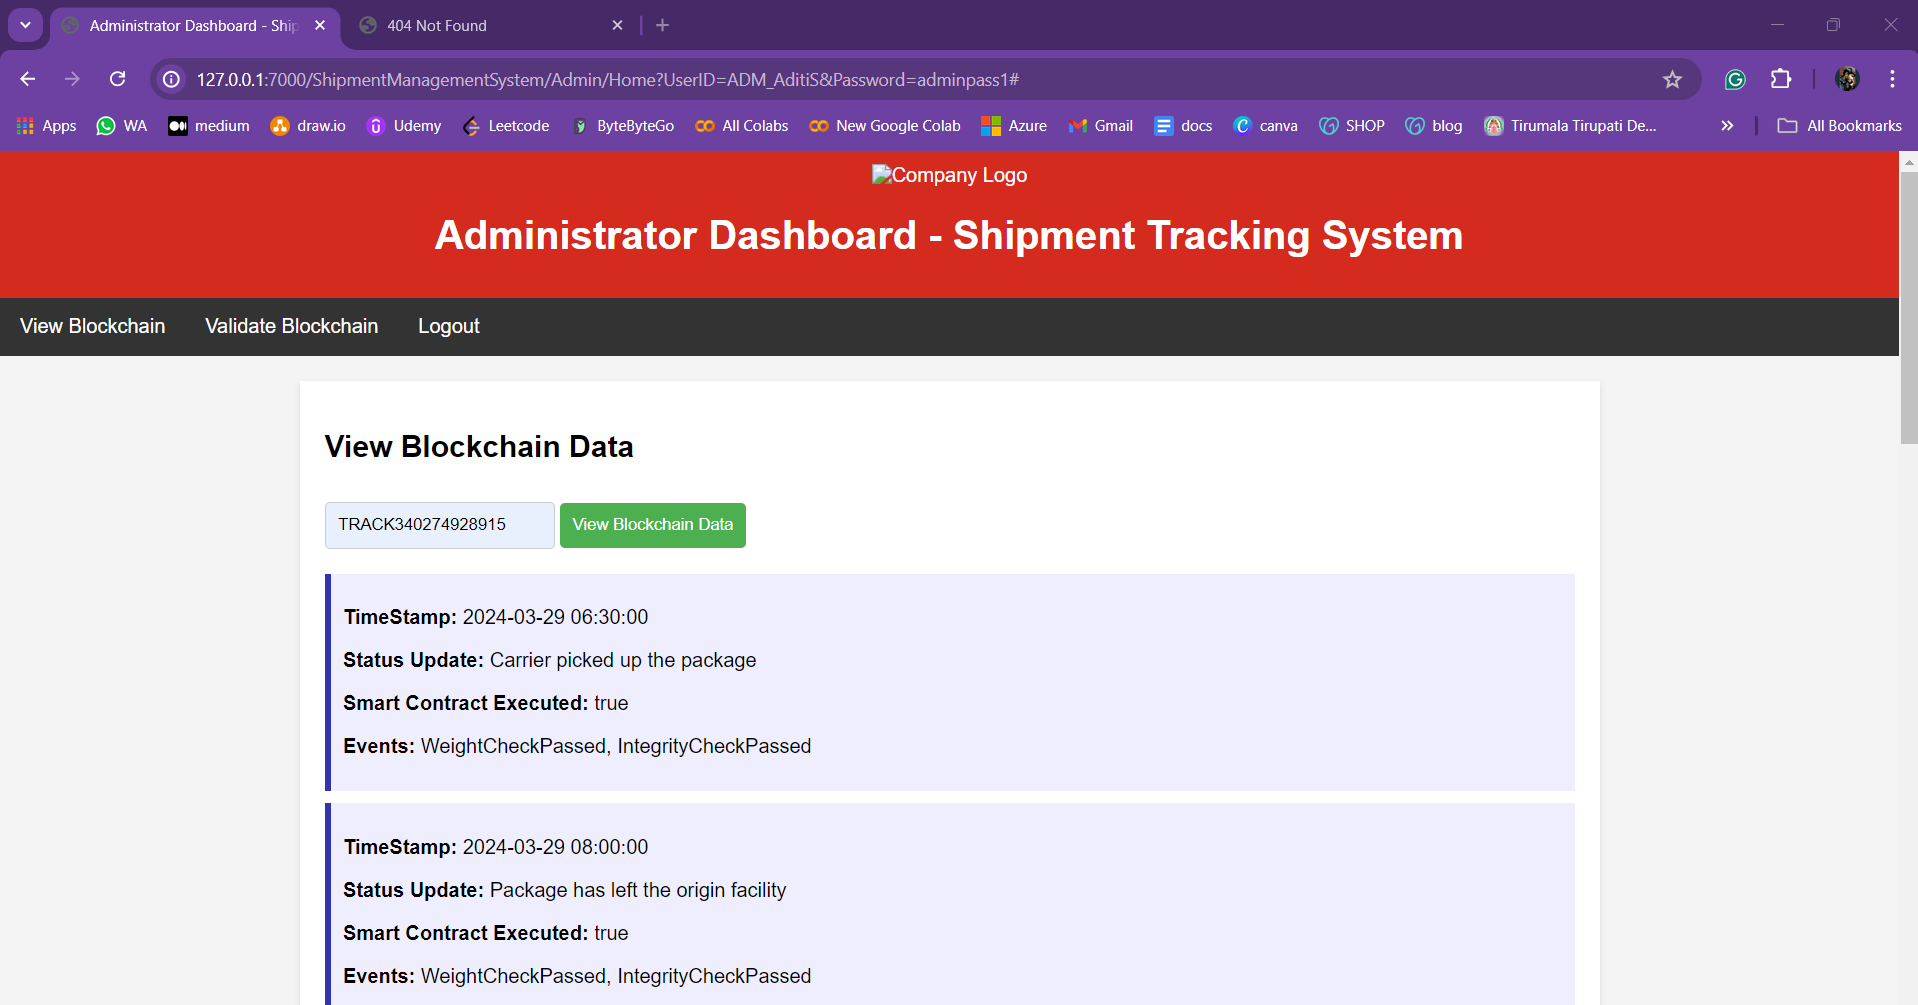 Administrator Dashboard - Ship
404 Not Found
127.0.0.1:7000/ShipmentManagementSystem/Admin/Home?UserID=ADM_AditiS&Password=adminpass1#
Apps WA medium draw.io Udemy Leetcode ByteByteGo All Colabs New Google Colab Azure Gmail docs canva SHOP blog Tirumala Tirupati De... All Bookmarks
Company Logo
Administrator Dashboard - Shipment Tracking System
View Blockchain Validate Blockchain Logout
View Blockchain Data
TRACK340274928915 View Blockchain Data
TimeStamp: 2024-03-29 06:30:00
Status Update: Carrier picked up the package
Smart Contract Executed: true
Events: WeightCheckPassed, IntegrityCheckPassed
TimeStamp: 2024-03-29 08:00:00
Status Update: Package has left the origin facility
Smart Contract Executed: true
Events: WeightCheckPassed, IntegrityCheckPassed